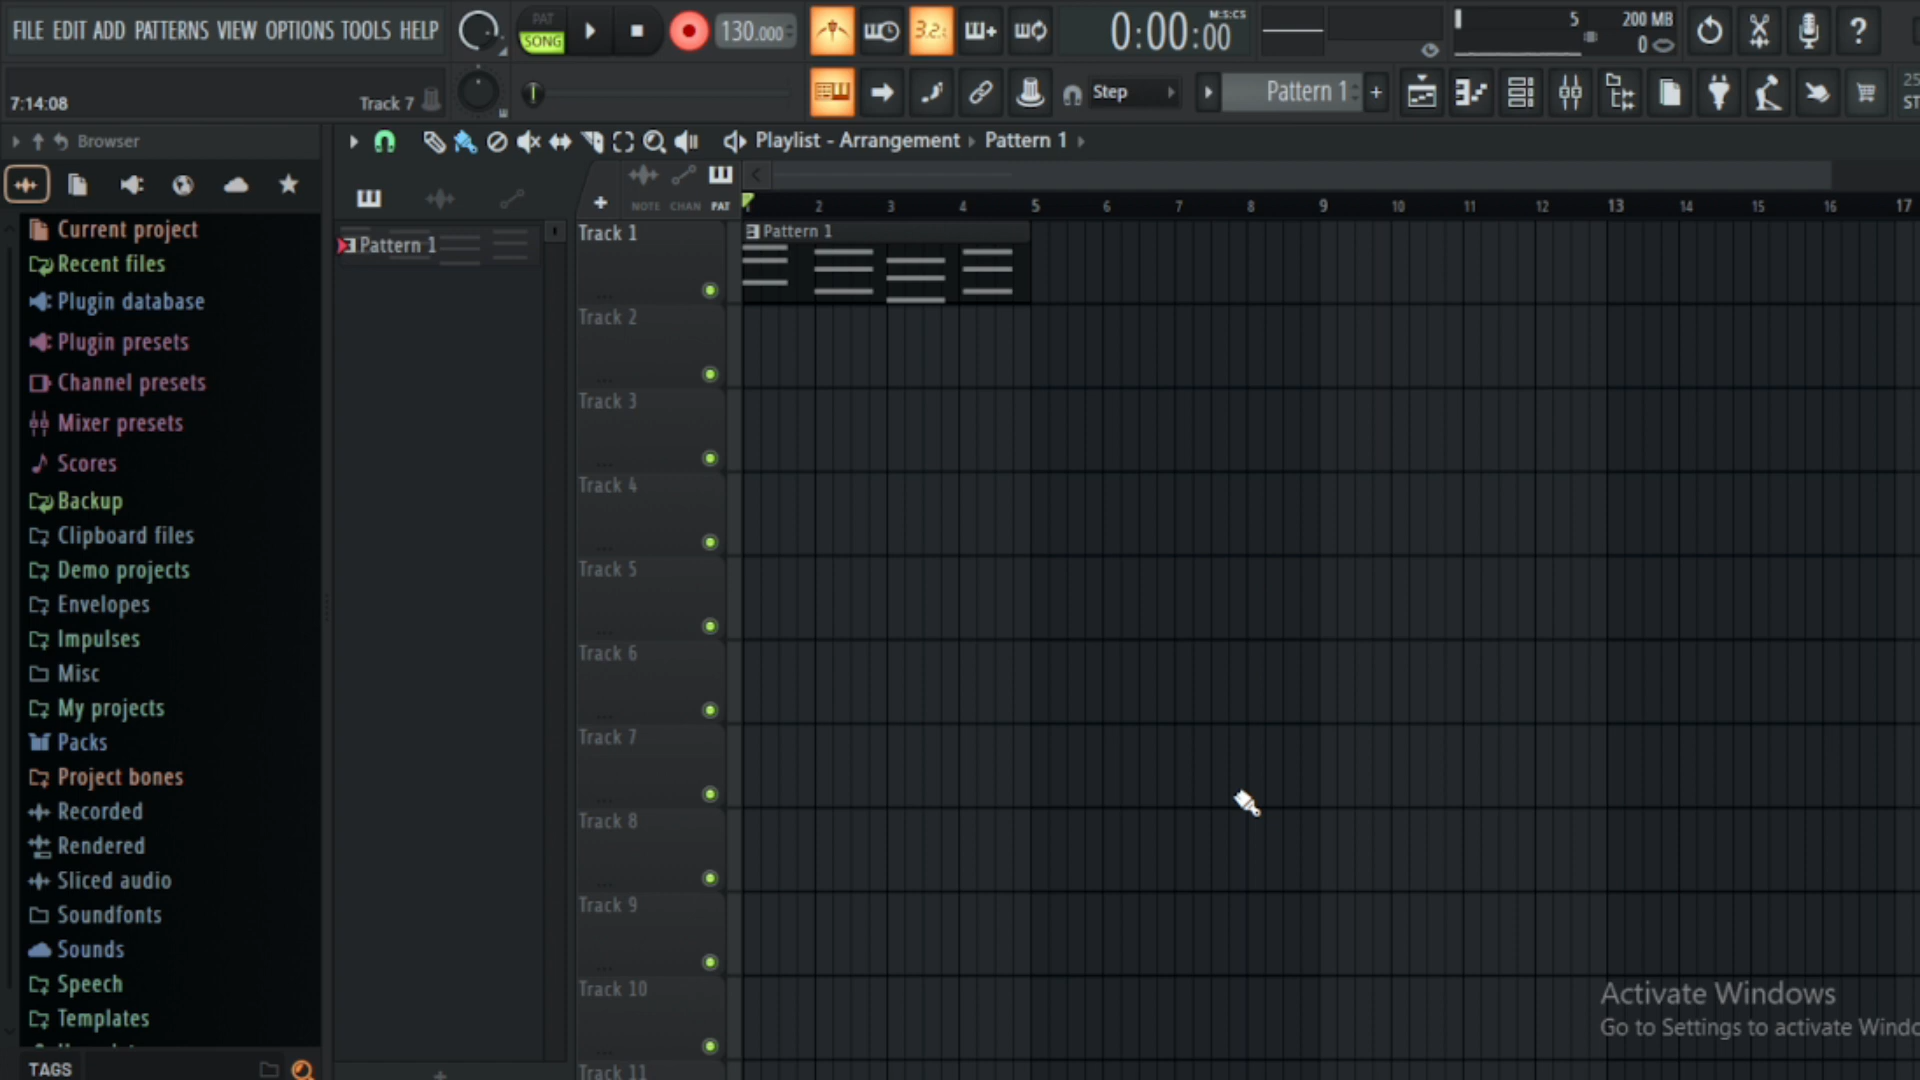 FILE EDIT ADD PATTERNS VIEW OPTIONS TOOLS HELP
PAT
SONG
130.000
3.2.
0:00:00
M:S:CS
5
200 MB
0
?
7:14:08
Track 7
Step
Pattern 1
+
25
Browser
Playlist - Arrangement
Pattern 1
NOTE CHAN PAT
2 3 4 5 6 7 8 9 10 11 12 13 14 15 16 17
Current project
Recent files
Plugin database
Plugin presets
Channel presets
Mixer presets
Scores
Backup
Clipboard files
Demo projects
Envelopes
Impulses
Misc
My projects
Packs
Project bones
Recorded
Rendered
Sliced audio
Soundfonts
Sounds
Speech
Templates
TAGS
Pattern 1
Track 1
Pattern 1
Track 2
Track 3
Track 4
Track 5
Track 6
Track 7
Track 8
Track 9
Track 10
Track 11
Activate Windows
Go to Settings to activate Windo